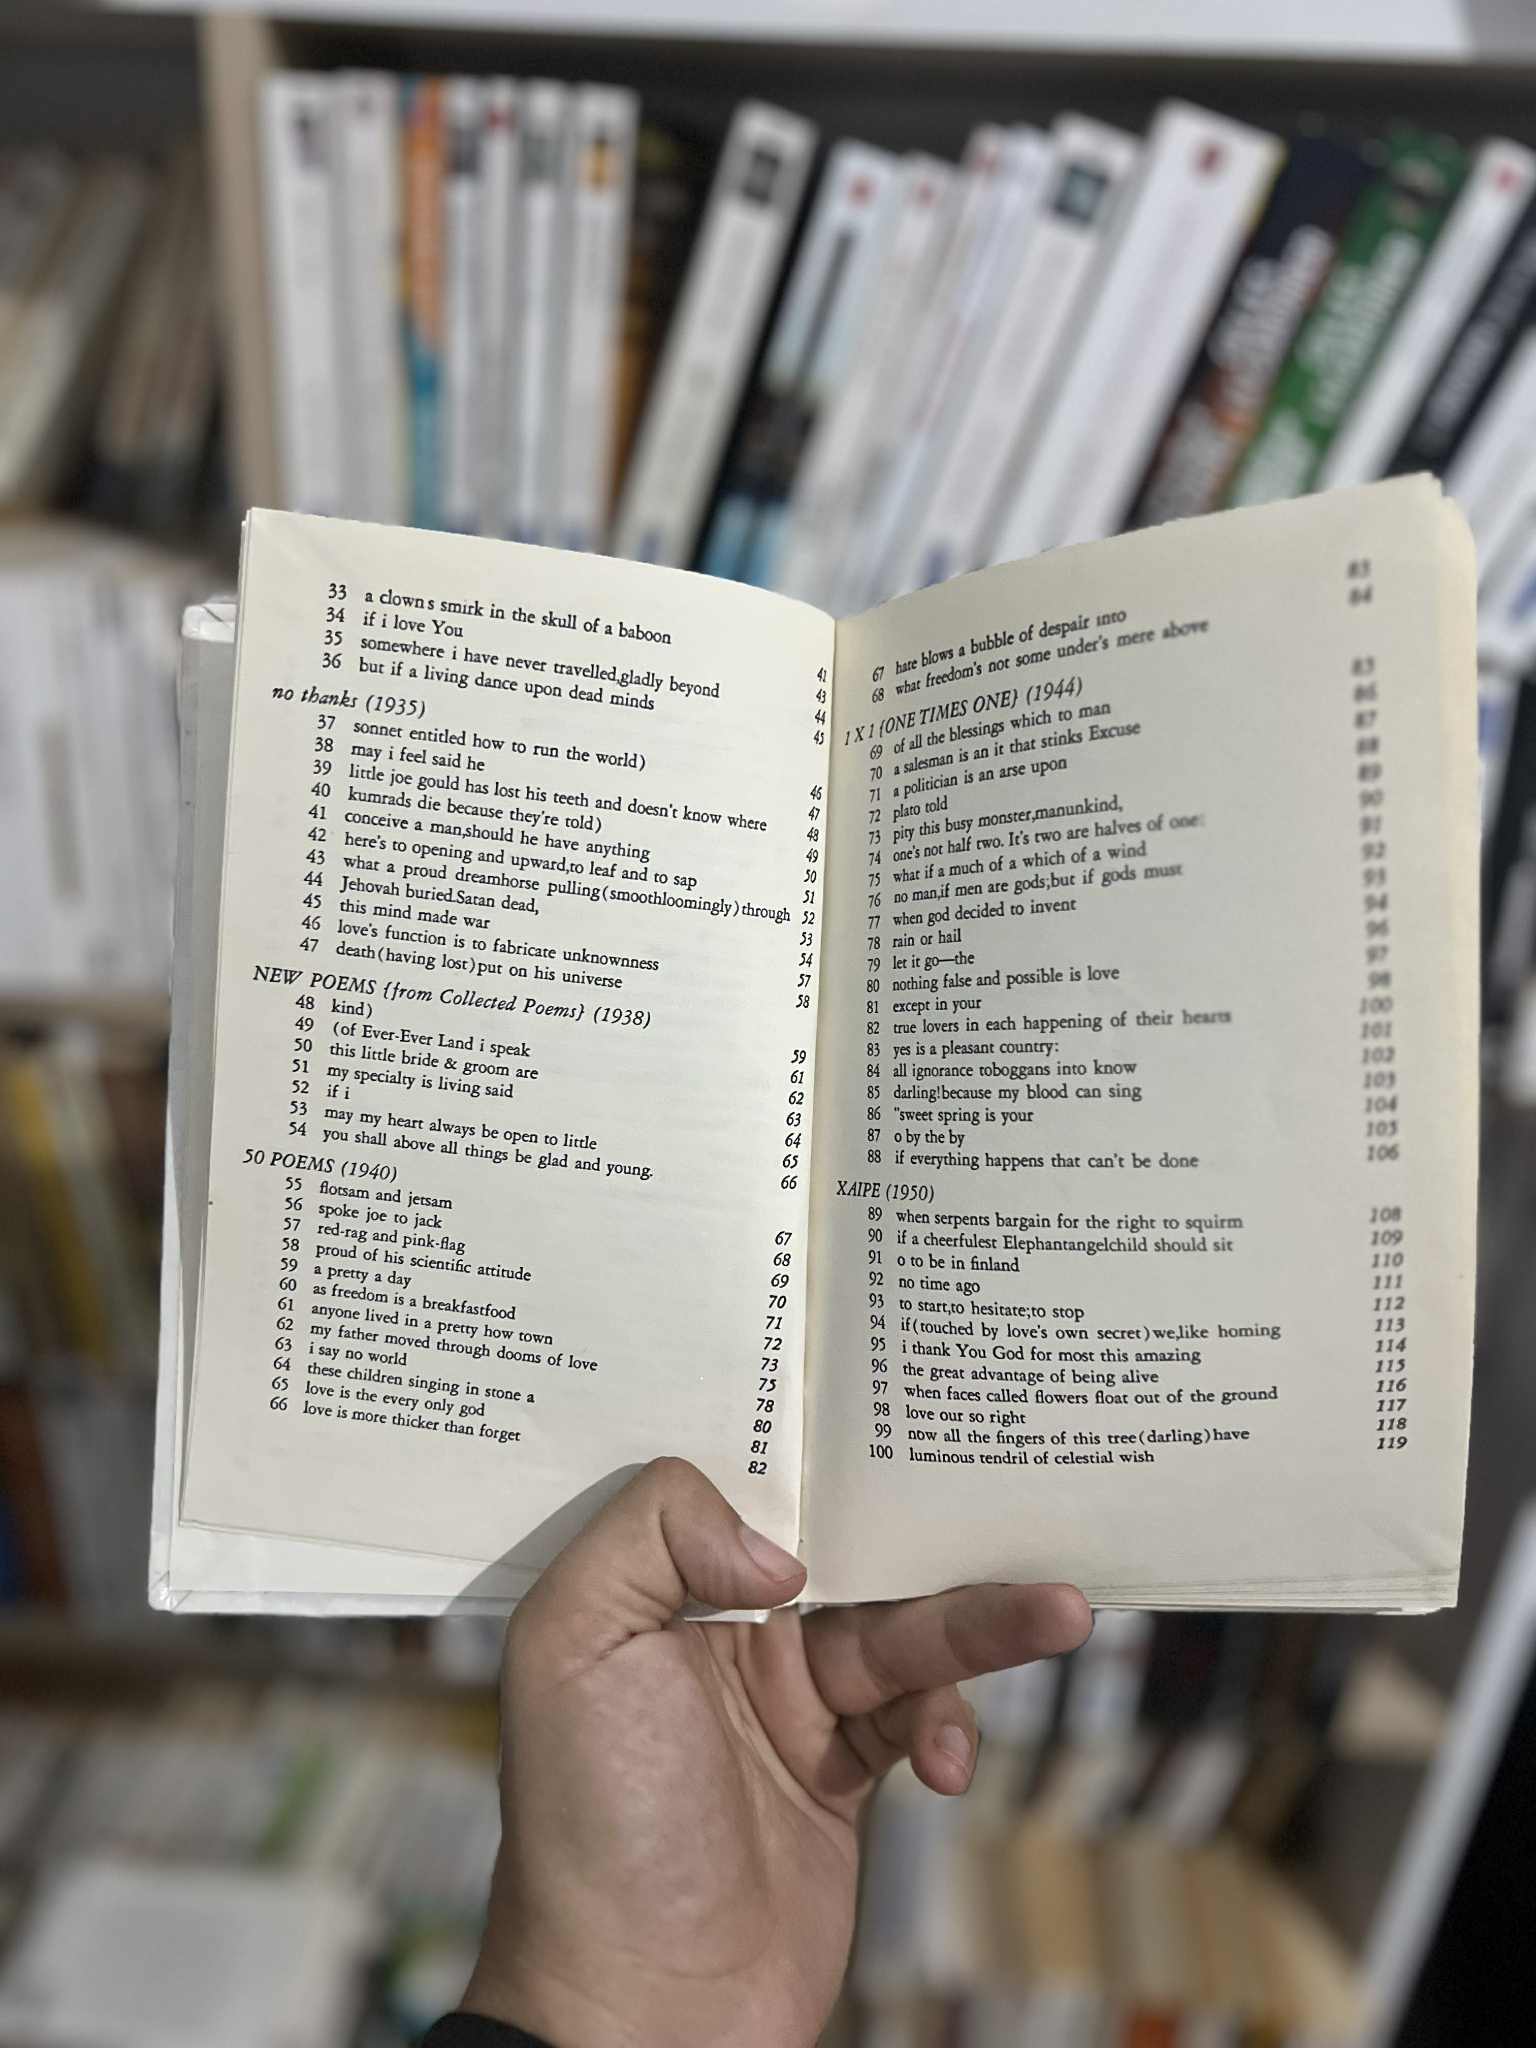 33 a clowns smirk in the skull of a baboon 41
34 if i love You 43
35 somewhere i have never travelled,gladly beyond 44
36 but if a living dance upon dead minds 45
no thanks (1935)
37 sonnet entitled how to run the world) 46
38 may i feel said he 47
39 little joe gould has lost his teeth and doesn't know where 48
40 kumrads die because they're told) 49
41 conceive a man,should he have anything 50
42 here's to opening and upward,to leaf and to sap 51
43 what a proud dreamhorse pulling(smoothloomingly)through 52
44 Jehovah buried.Satan dead, 53
45 this mind made war 54
46 love's function is to fabricate unknownness 57
47 death(having lost)put on his universe 58
NEW POEMS {from Collected Poems} (1938)
48 kind) 59
49 (of Ever-Ever Land i speak 61
50 this little bride & groom are 62
51 my specialty is living said 63
52 if i 64
53 may my heart always be open to little 65
54 you shall above all things be glad and young. 66
50 POEMS (1940)
55 flotsam and jetsam 67
56 spoke joe to jack 68
57 red-rag and pink-flag 69
58 proud of his scientific attitude 70
59 a pretty a day 71
60 as freedom is a breakfastfood 72
61 anyone lived in a pretty how town 73
62 my father moved through dooms of love 75
63 i say no world 78
64 these children singing in stone a 80
65 love is the every only god 81
66 love is more thicker than forget 82
67 hate blows a bubble of despair into 83
68 what freedom's not some under's mere above 84
1 X 1 {ONE TIMES ONE} (1944)
69 of all the blessings which to man 85
70 a salesman is an it that stinks Excuse 86
71 a politician is an arse upon 87
72 plato told 88
73 pity this busy monster,manunkind, 89
74 one's not half two. It's two are halves of one: 90
75 what if a much of a which of a wind 91
76 no man,if men are gods;but if gods must 92
77 when god decided to invent 93
78 rain or hail 94
79 let it go—the 96
80 nothing false and possible is love 97
81 except in your 98
82 true lovers in each happening of their hearts 100
83 yes is a pleasant country: 101
84 all ignorance toboggans into know 102
85 darling!because my blood can sing 103
86 "sweet spring is your 104
87 o by the by 105
88 if everything happens that can't be done 106
XAIPE (1950)
89 when serpents bargain for the right to squirm 108
90 if a cheerfulest Elephantangelchild should sit 109
91 o to be in finland 110
92 no time ago 111
93 to start,to hesitate;to stop 112
94 if(touched by love's own secret)we,like homing 113
95 i thank You God for most this amazing 114
96 the great advantage of being alive 115
97 when faces called flowers float out of the ground 116
98 love our so right 117
99 now all the fingers of this tree(darling)have 118
100 luminous tendril of celestial wish 119